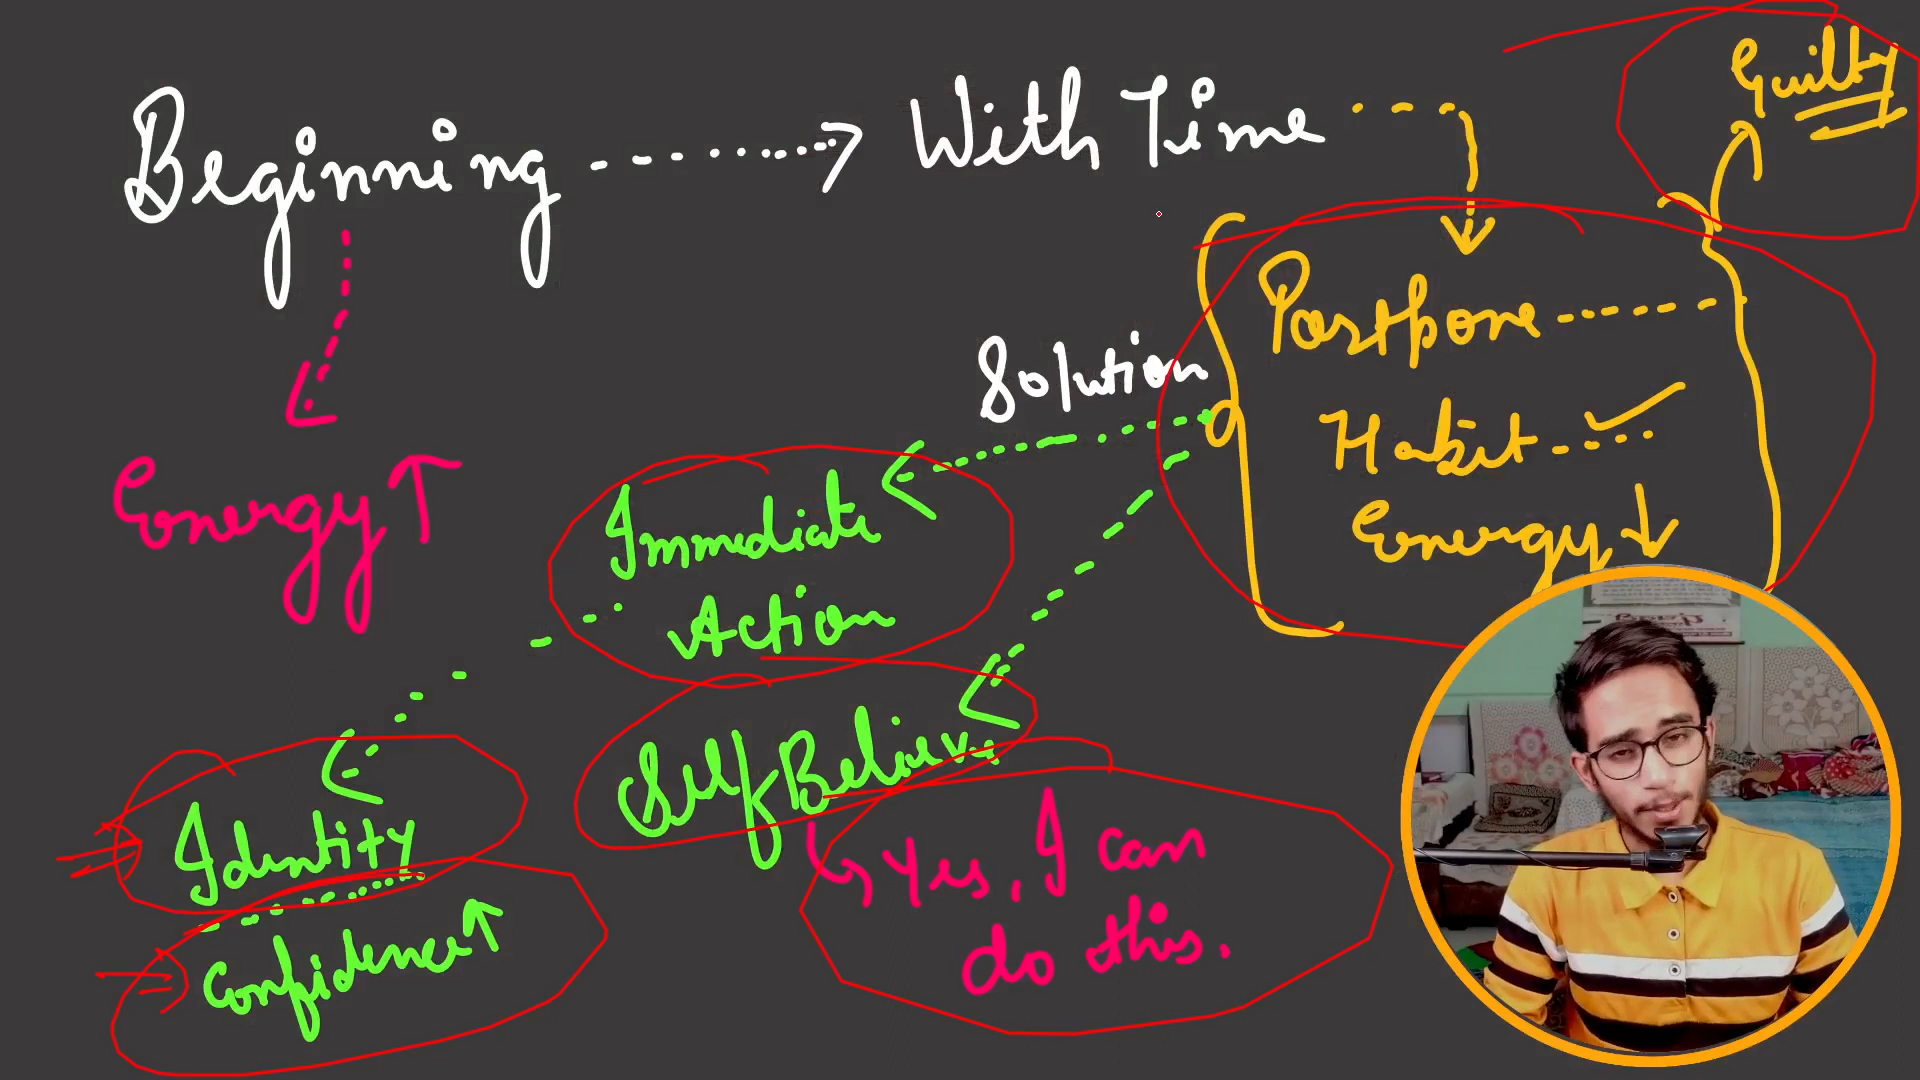 Beginning -----> With Time
Guilty
Energy ↑
Postpone
Habit
Energy ↓
Solution
Immediate
Action
Self Believe
Yes, I can
do this.
Identity
Confidence ↑